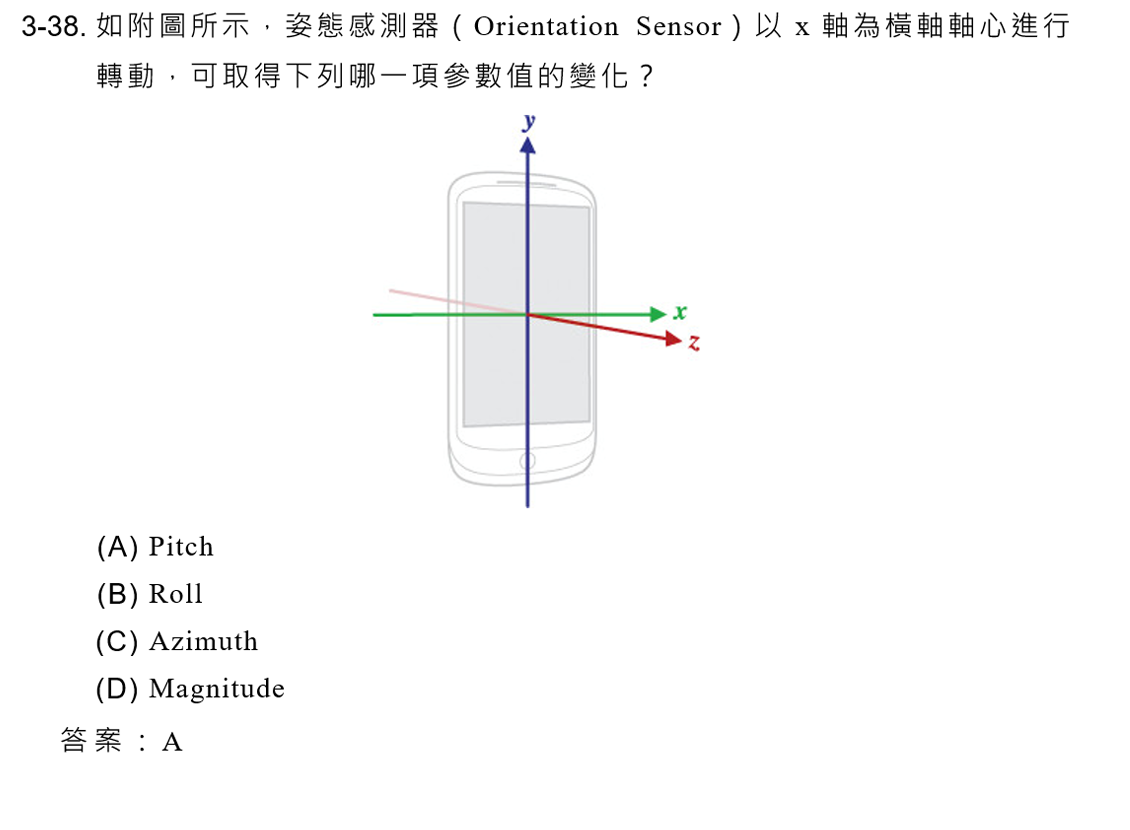 3-38. 如附圖所示，姿態感測器（Orientation Sensor）以 x 軸為橫軸軸心進行
轉動，可取得下列哪一項參數值的變化？
y
x
z
(A) Pitch
(B) Roll
(C) Azimuth
(D) Magnitude
答案：A